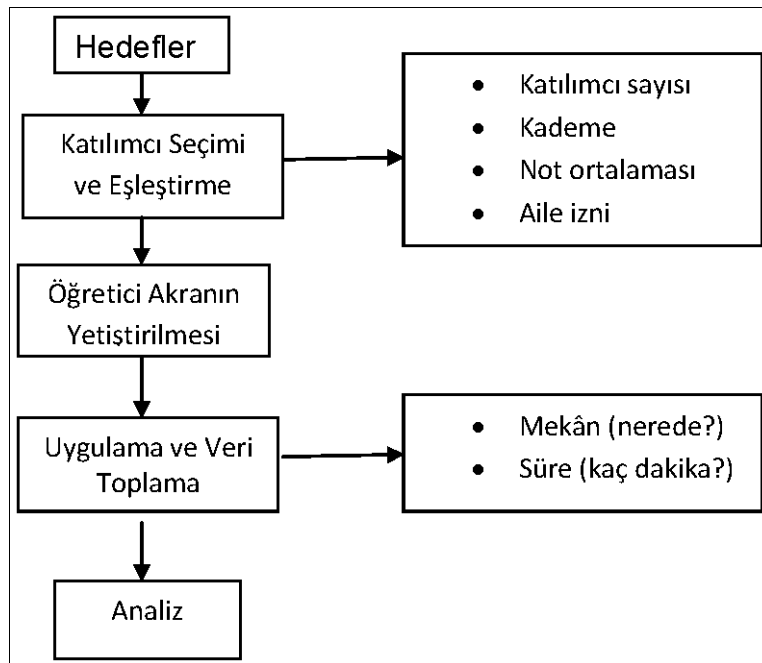 Hedefler
Katılımcı Seçimi
ve Eşleştirme
• Katılımcı sayısı
• Kademe
• Not ortalaması
• Aile izni
Öğretici Akranın
Yetiştirilmesi
Uygulama ve Veri
Toplama
• Mekân (nerede?)
• Süre (kaç dakika?)
Analiz